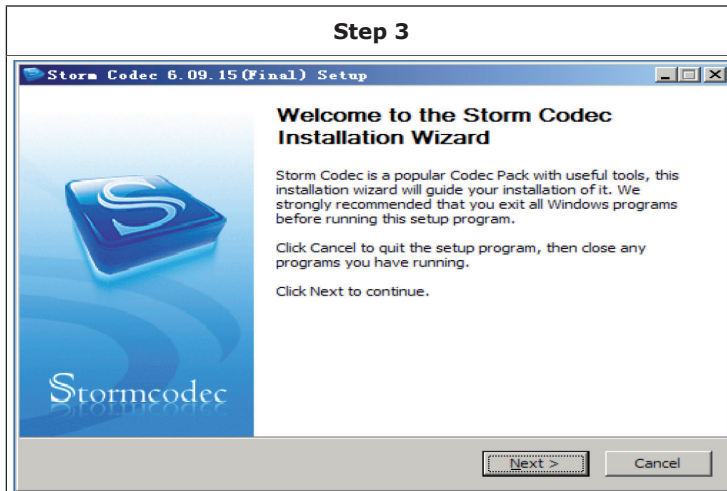 Step 3
Storm Codec 6.09.15(Final) Setup
Welcome to the Storm Codec
Installation Wizard
Storm Codec is a popular Codec Pack with useful tools, this
installation wizard will guide your installation of it. We
strongly recommended that you exit all Windows programs
before running this setup program.
Click Cancel to quit the setup program, then close any
programs you have running.
Click Next to continue.
S
Stormcodec
Next >
Cancel